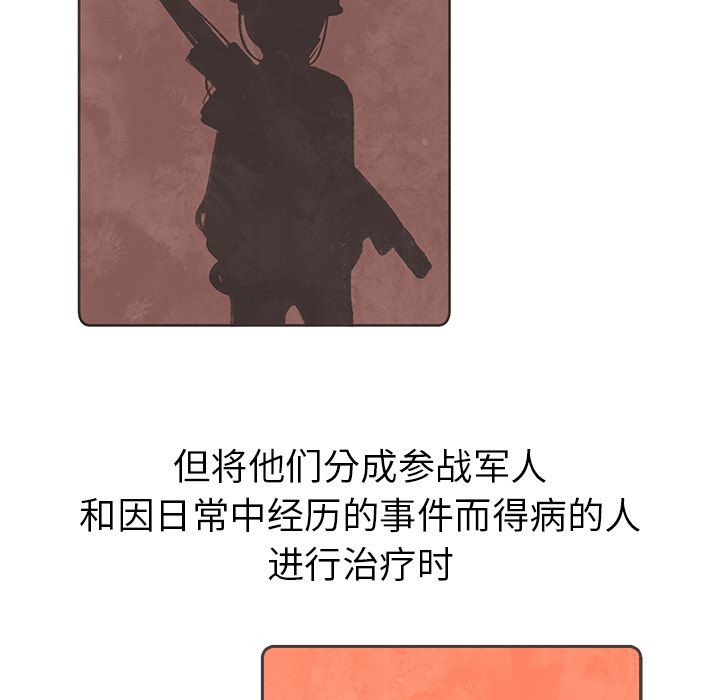 但将他们分成参战军人
和因日常中经历的事件而得病的人
进行治疗时